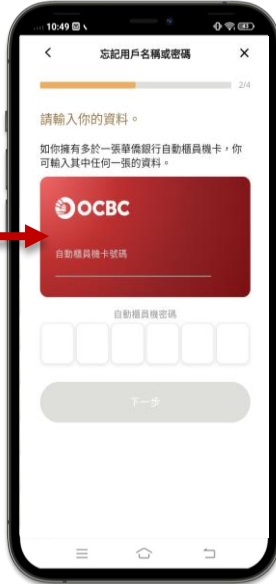 10:49
忘記用戶名稱或密碼
2/4
請輸入你的資料。
如你擁有多於一張華僑銀行自動櫃員機卡，你
可輸入其中任何一張的資料。
OCBC
自動櫃員機卡號碼
自動櫃員機密碼
下一步